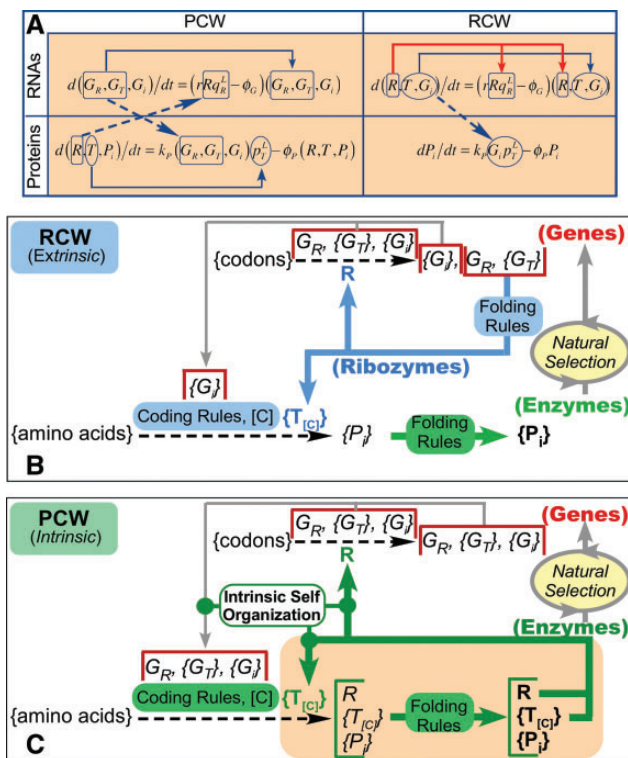 A
PCW
RCW
RNAs
d(G_R, G_T, G_i)/dt = (rRq_R^L − ϕ_G)(G_R, G_T, G_i)
d(R, T, G_i)/dt = (rRq_R^L − ϕ_G)(R, T, G_i)
Proteins
d(R, T, P_i)/dt = k_P(G_R, G_T, G_i)p_T^L − ϕ_P(R, T, P_i)
dP_i/dt = k_P G_i p_T^L − ϕ_P P_i
RCW
(Extrinsic)
(Genes)
G_R, {G_T}, {G_i}
{codons}
{G_i},
G_R, {G_T}
R
Folding
Rules
Natural
Selection
(Ribozymes)
{G_i}
(Enzymes)
Coding Rules, [C]
{T_[C]}
{amino acids}
{P_i}
Folding
Rules
{P_i}
B
PCW
(Intrinsic)
(Genes)
G_R, {G_T}, {G_i}
{codons}
G_R, {G_T}, {G_i}
R
Natural
Selection
Intrinsic Self
Organization
(Enzymes)
G_R, {G_T}, {G_i}
Coding Rules, [C]
{T_[C]}
{amino acids}
R
{T_[C]}
{P_i}
Folding
Rules
R
{T_[C]}
{P_i}
C